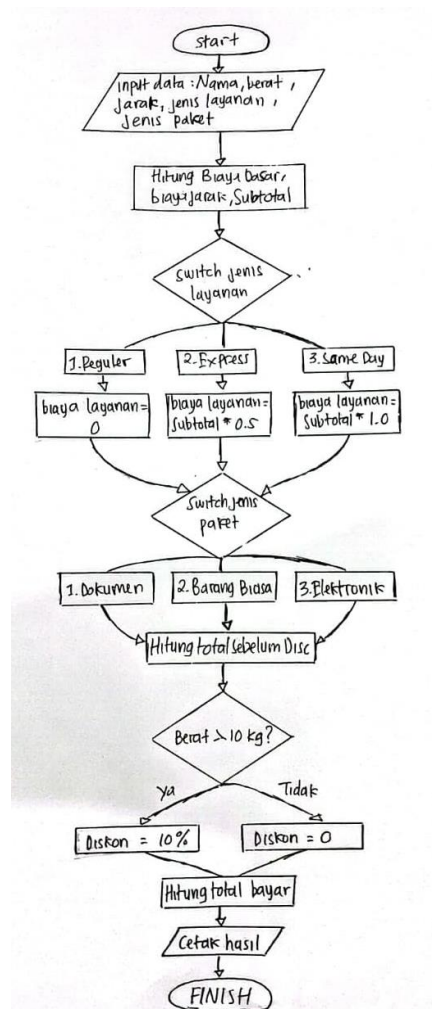 start
input data : Nama, berat,
jarak, jenis layanan,
jenis paket
Hitung Biaya Dasar,
biaya jarak, Subtotal
Switch jenis
layanan
1. Reguler
2. Express
3. Same Day
biaya layanan =
0
biaya layanan =
Subtotal * 0.5
biaya layanan =
Subtotal * 1.0
Switch jenis
paket
1. Dokumen
2. Barang Biasa
3. Elektronik
Hitung total sebelum Disc
Berat > 10 kg?
Ya
Tidak
Diskon = 10%
Diskon = 0
Hitung total bayar
Cetak hasil
FINISH